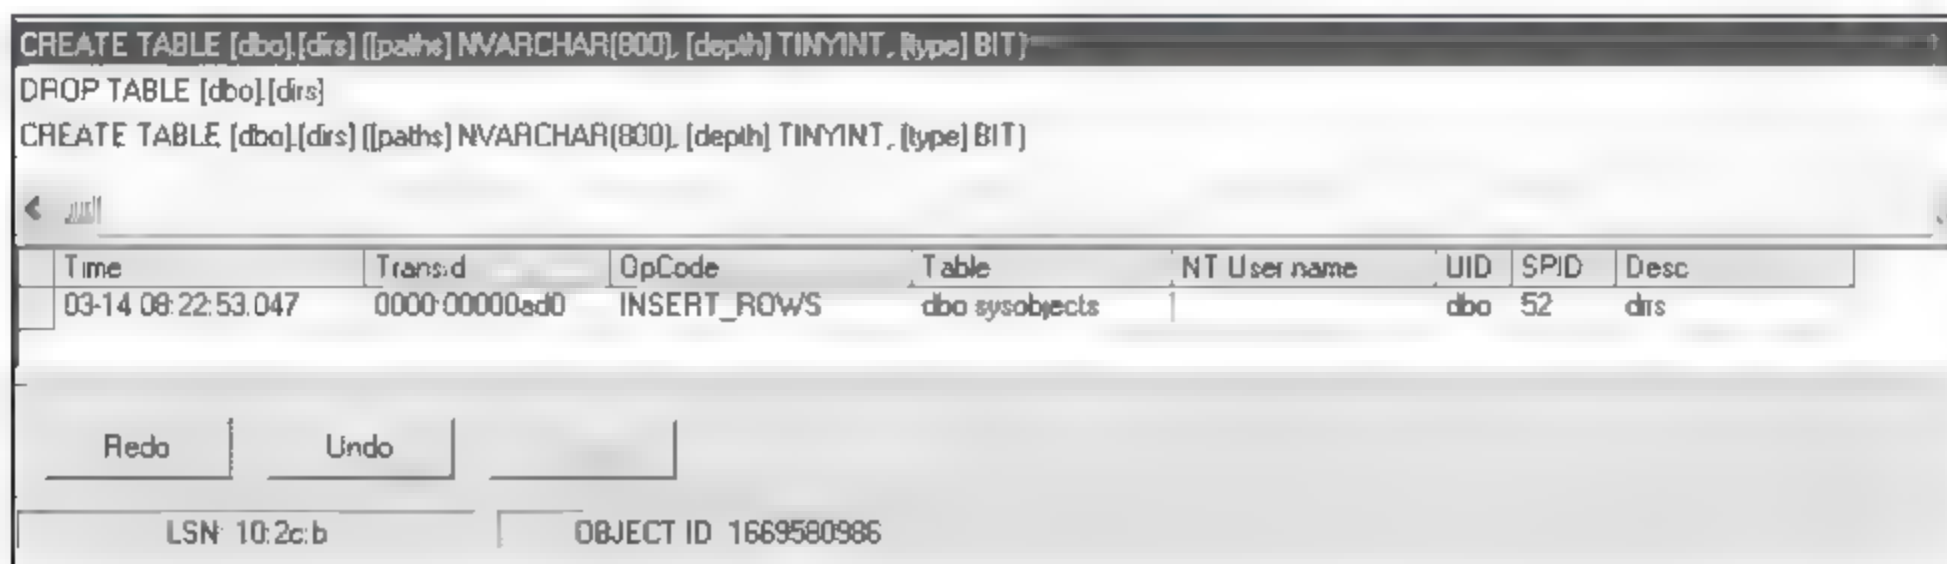 CREATE TABLE [dbo].[dirs] ([paths] NVARCHAR(800), [depth] TINYINT, [type] BIT)
DROP TABLE [dbo].[dirs]
CREATE TABLE [dbo].[dirs] ([paths] NVARCHAR(800), [depth] TINYINT, [type] BIT)
Time Transid OpCode Table NT User name UID SPID Desc
03-14 08:22:53.047 0000:00000ad0 INSERT_ROWS dbo sysobjects dbo 52 dirs
Redo Undo
LSN: 10:2c:b OBJECT ID 1669580986